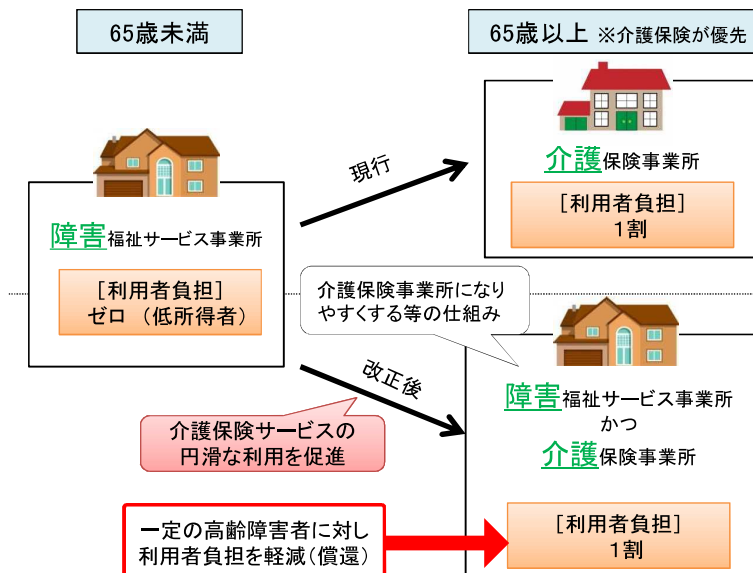 65歳未満
65歳以上 ※介護保険が優先
現行
介護保険事業所
[利用者負担]
1割
障害福祉サービス事業所
[利用者負担]
ゼロ (低所得者)
介護保険事業所になり
やすくする等の仕組み
改正後
介護保険サービスの
円滑な利用を促進
障害福祉サービス事業所
かつ
介護保険事業所
一定の高齢障害者に対し
利用者負担を軽減(償還)
[利用者負担]
1割